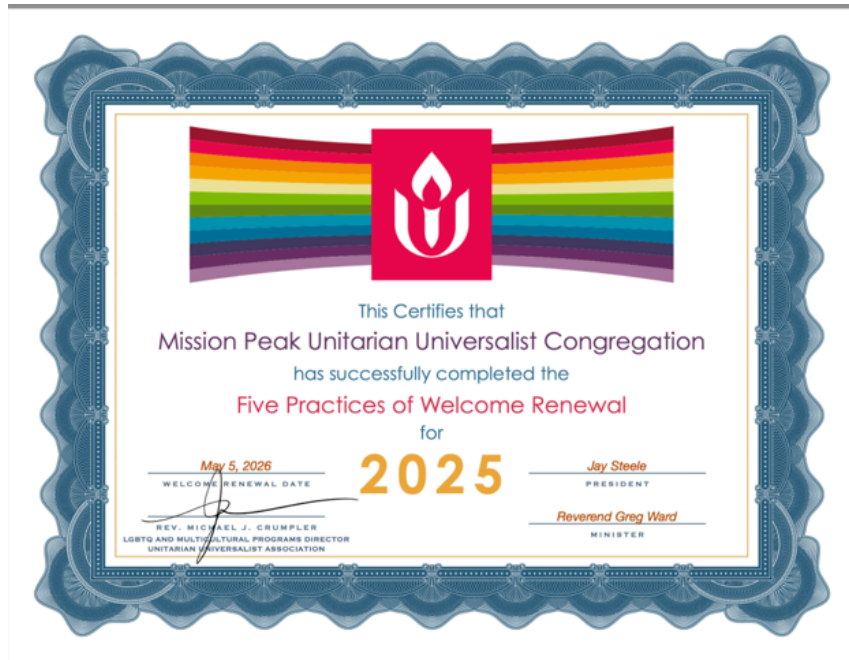 This Certifies that
Mission Peak Unitarian Universalist Congregation
has successfully completed the
Five Practices of Welcome Renewal
for
2025
May 5, 2026
WELCOME RENEWAL DATE
REV. MICHAEL J. CRUMPLER
LGBTQ AND MULTICULTURAL PROGRAMS DIRECTOR
UNITARIAN UNIVERSALIST ASSOCIATION
Jay Steele
PRESIDENT
Reverend Greg Ward
MINISTER